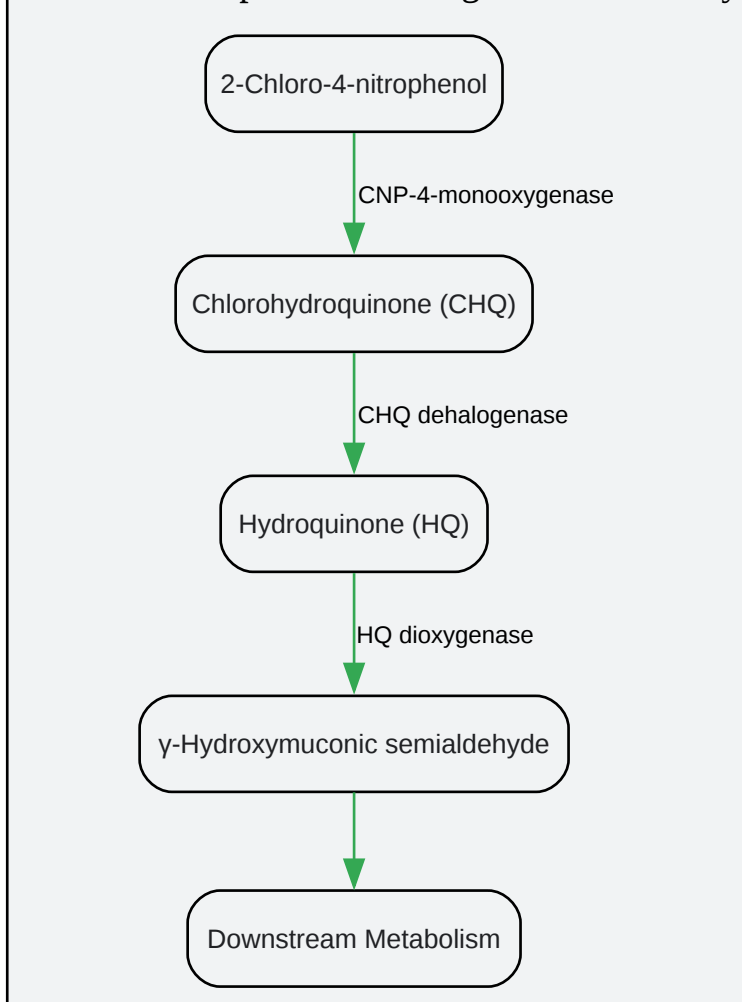 2-Chloro-4-nitrophenol
CNP-4-monooxygenase
Chlorohydroquinone (CHQ)
CHQ dehalogenase
Hydroquinone (HQ)
HQ dioxygenase
γ-Hydroxymuconic semialdehyde
Downstream Metabolism